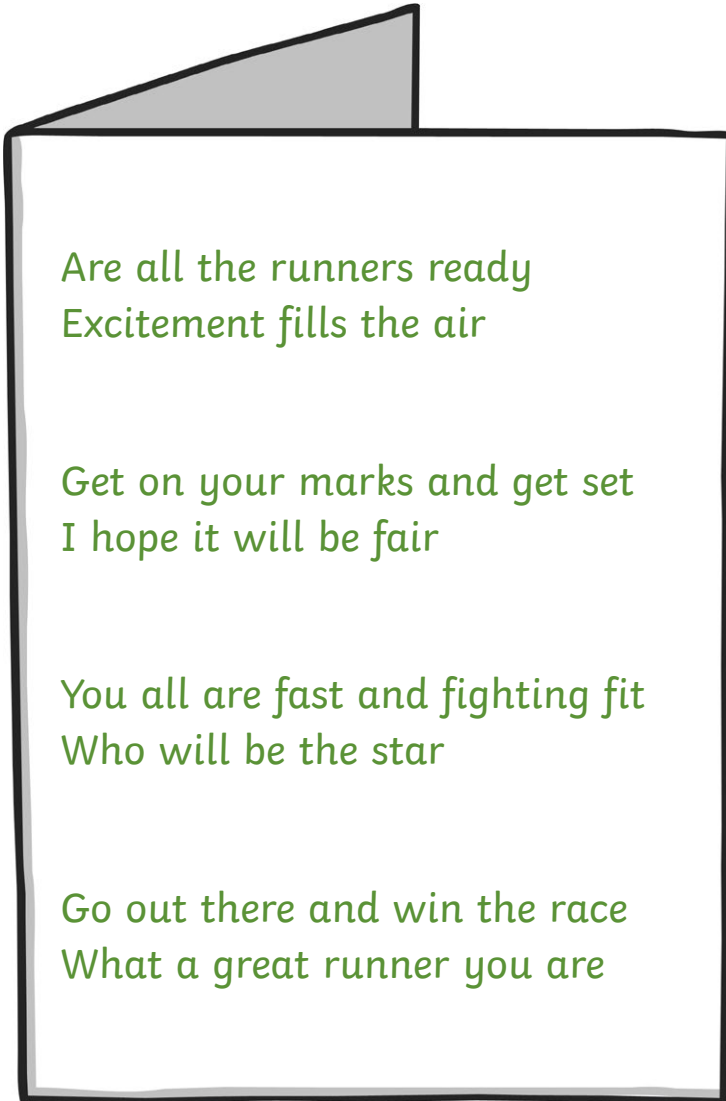 Are all the runners ready
Excitement fills the air
Get on your marks and get set
I hope it will be fair
You all are fast and fighting fit
Who will be the star
Go out there and win the race
What a great runner you are